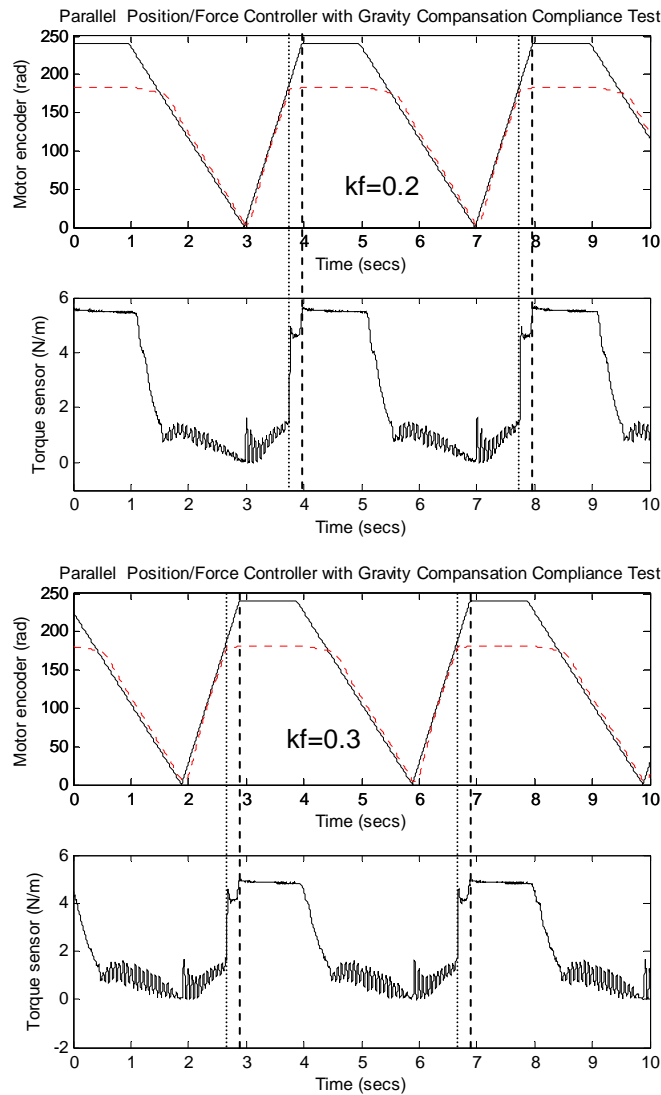 Parallel Position/Force Controller with Gravity Compansation Compliance Test
250
200
150
100
50
0
Motor encoder (rad)
kf=0.2
0 1 2 3 4 5 6 7 8 9 10
Time (secs)
6
4
2
0
Torque sensor (N/m)
0 1 2 3 4 5 6 7 8 9 10
Time (secs)
Parallel Position/Force Controller with Gravity Compansation Compliance Test
250
200
150
100
50
0
Motor encoder (rad)
kf=0.3
0 1 2 3 4 5 6 7 8 9 10
Time (secs)
6
4
2
0
-2
Torque sensor (N/m)
0 1 2 3 4 5 6 7 8 9 10
Time (secs)